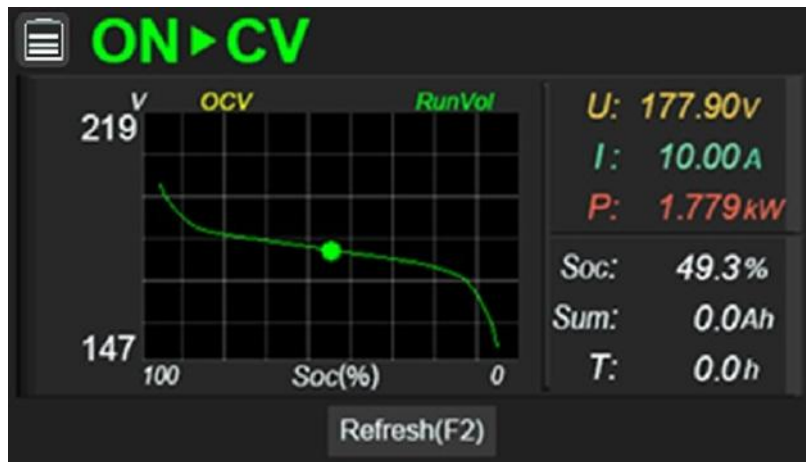 ON▶CV
V OCV RunVol
219
147
100 Soc(%) 0
U: 177.90V
I: 10.00A
P: 1.779kW
Soc: 49.3%
Sum: 0.0Ah
T: 0.0h
Refresh(F2)